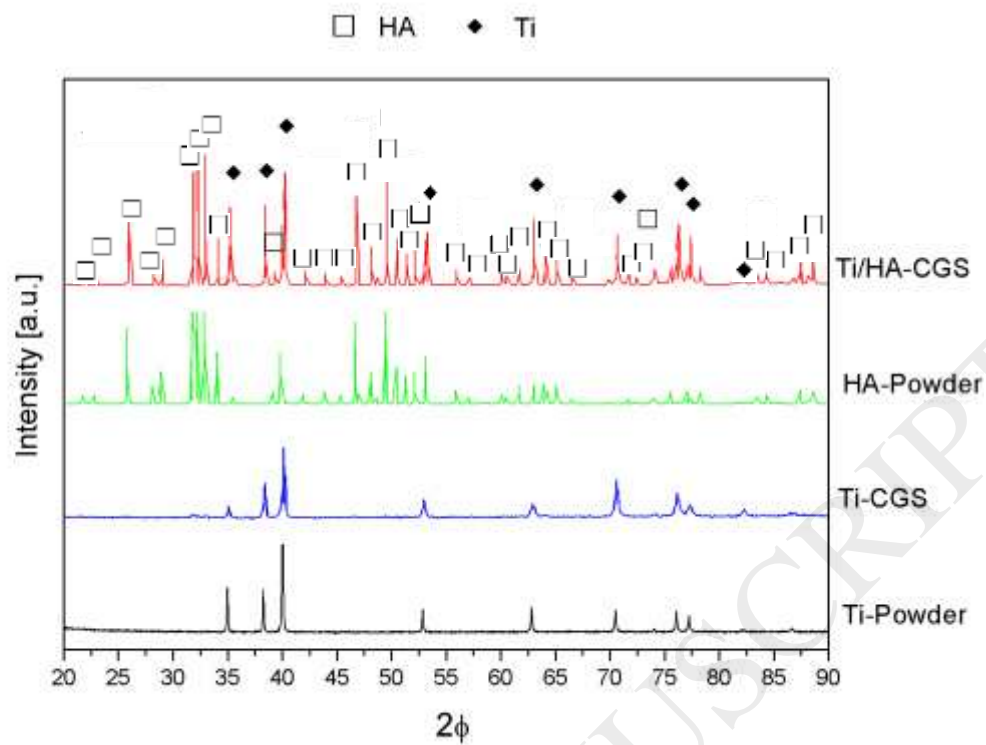 □ HA ◆ Ti
Intensity [a.u.]
Ti/HA-CGS
HA-Powder
Ti-CGS
Ti-Powder
20 25 30 35 40 45 50 55 60 65 70 75 80 85 90
2ϕ
USCRIPT